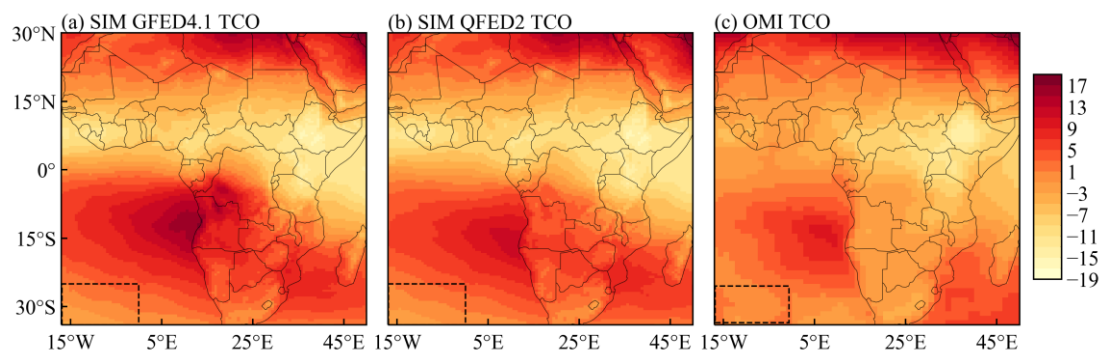 (a) SIM GFED4.1 TCO
(b) SIM QFED2 TCO
(c) OMI TCO
30°N
15°N
0°
15°S
30°S
15°W 5°E 25°E 45°E
15°W 5°E 25°E 45°E
15°W 5°E 25°E 45°E
17
13
9
5
1
−3
−7
−11
−15
−19